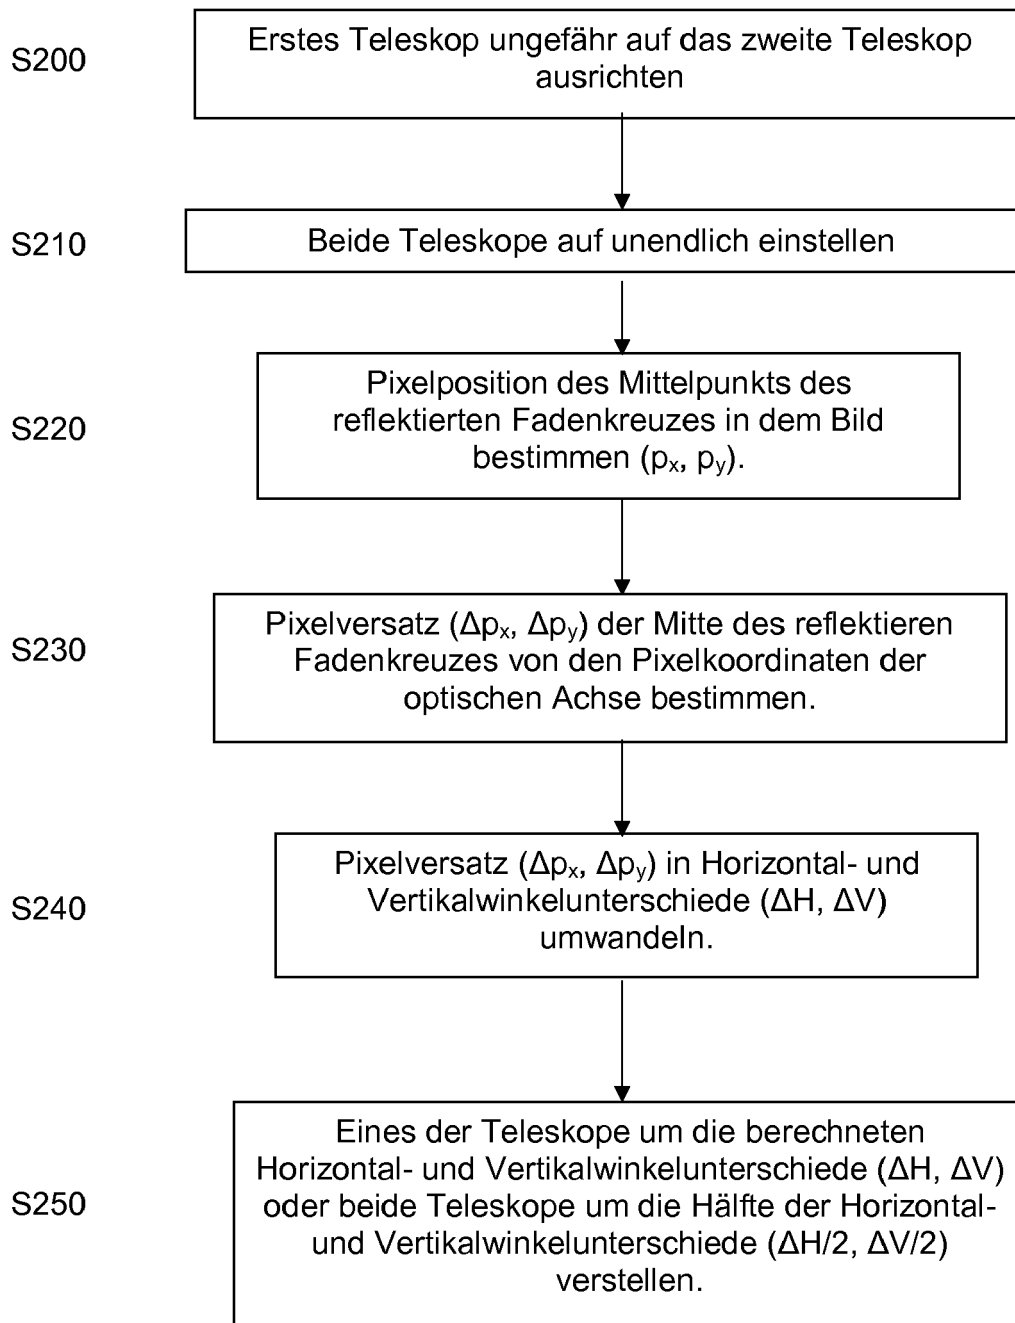 S200
Erstes Teleskop ungefähr auf das zweite Teleskop
ausrichten
S210
Beide Teleskope auf unendlich einstellen
S220
Pixelposition des Mittelpunkts des
reflektierten Fadenkreuzes in dem Bild
bestimmen (pₓ, p_y).
S230
Pixelversatz (Δpₓ, Δp_y) der Mitte des reflektieren
Fadenkreuzes von den Pixelkoordinaten der
optischen Achse bestimmen.
S240
Pixelversatz (Δpₓ, Δp_y) in Horizontal- und
Vertikalwinkelunterschiede (ΔH, ΔV)
umwandeln.
S250
Eines der Teleskope um die berechneten
Horizontal- und Vertikalwinkelunterschiede (ΔH, ΔV)
oder beide Teleskope um die Hälfte der Horizontal-
und Vertikalwinkelunterschiede (ΔH/2, ΔV/2)
verstellen.